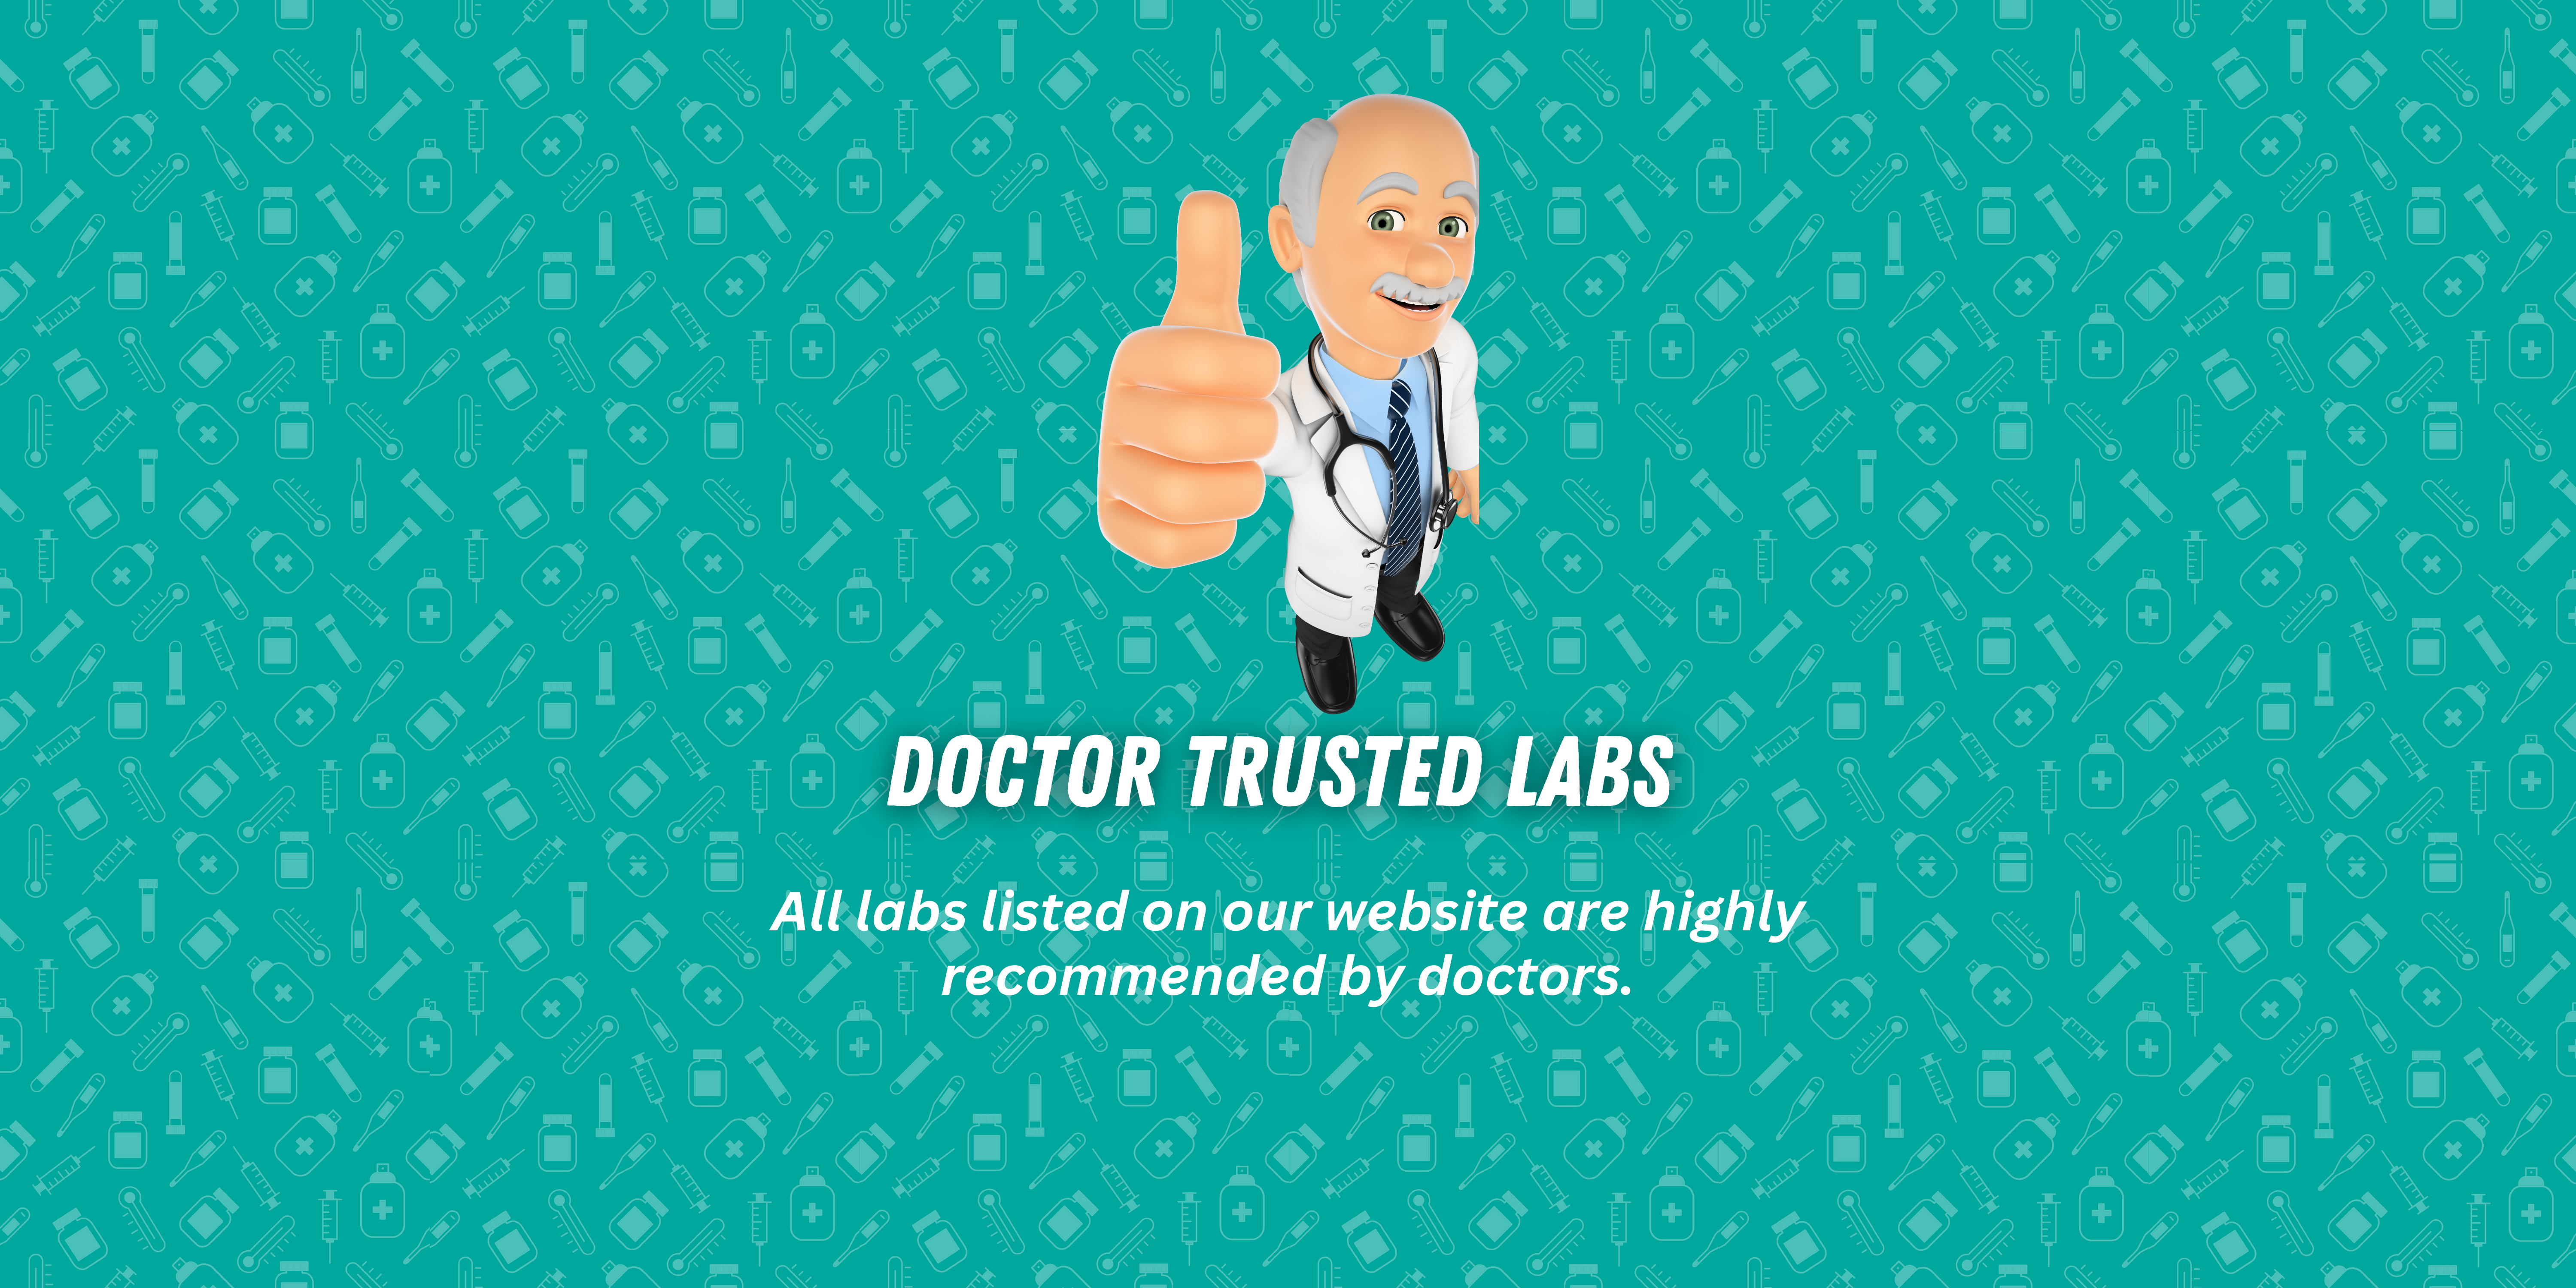 DOCTOR TRUSTED LABS
All labs listed on our website are highly
recommended by doctors.